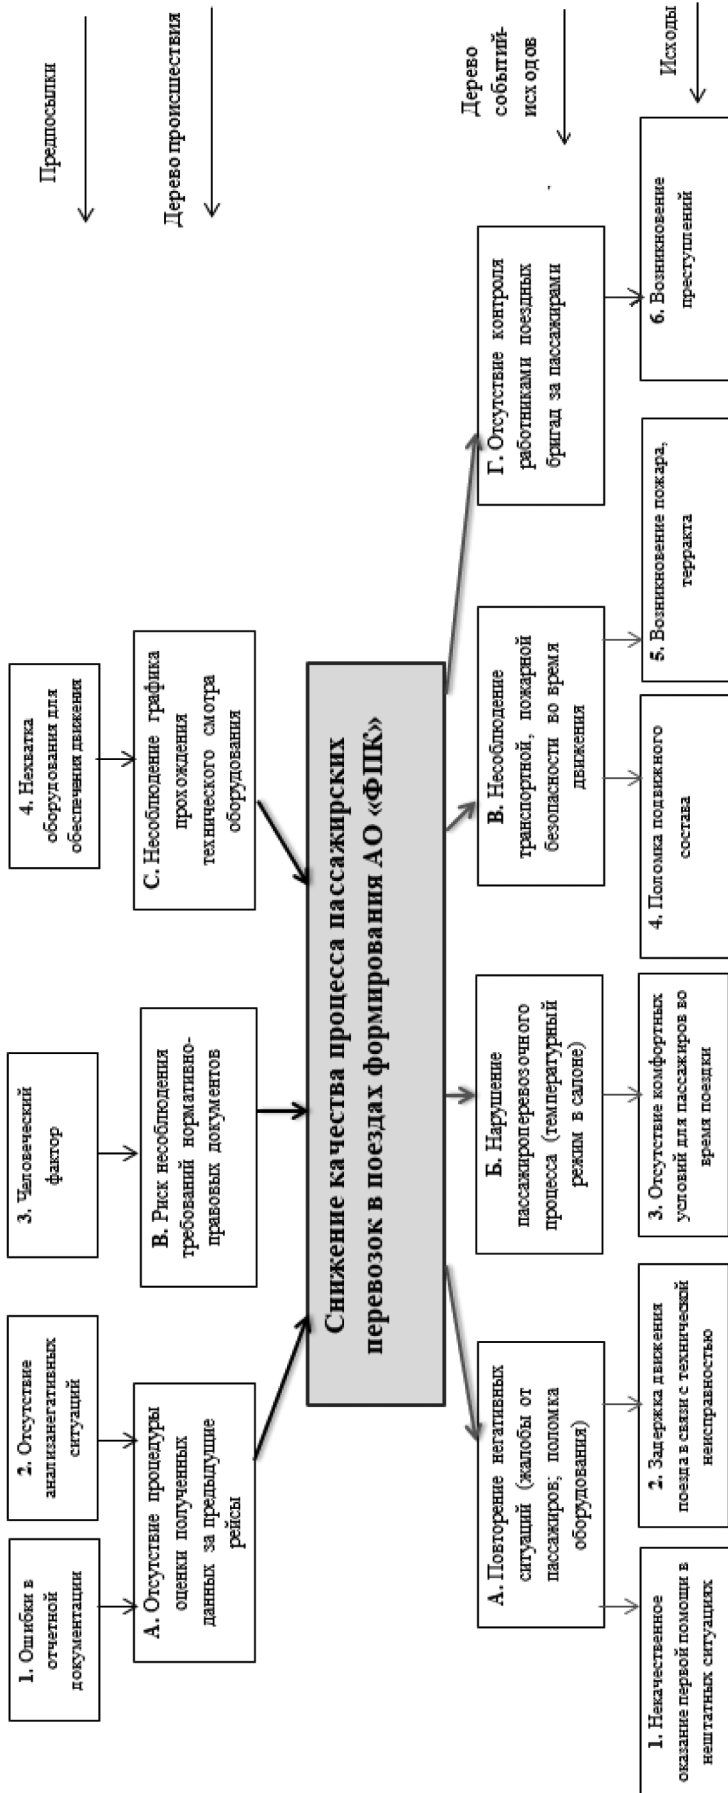 Предпосылки
1. Ошибки в
отчетной
документации
2. Отсутствие
анализанегативных
ситуаций
3. Человеческий
фактор
4. Нехватка
оборудования для
обеспечения движения
Дерево происшествия
А. Отсутствие процедуры
оценки полученных
данных за предыдущие
рейсы
В. Риск несоблюдения
требований нормативно-
правовых документов
С. Несоблюдение графика
прохождения
технического смотра
оборудования
Снижение качества процесса пассажирских
перевозок в поездах формирования АО «ФПК»
Дерево
событий-
исходов
А. Повторение негативных
ситуаций (жалобы от
пассажиров; поломка
оборудования)
Б. Нарушение
пассажироперевозочного
процесса (температурный
режим в салоне)
В. Несоблюдение
транспортной, пожарной
безопасности во время
движения
Г. Отсутствие контроля
работниками поездных
бригад за пассажирами
Исходы
1. Некачественное
оказание первой помощи в
нештатных ситуациях
2. Задержка движения
поезда в связи с технической
неисправностью
3. Отсутствие комфортных
условий для пассажиров во
время поездки
4. Поломка подвижного
состава
5. Возникновение пожара,
терракта
6. Возникновение
преступлений